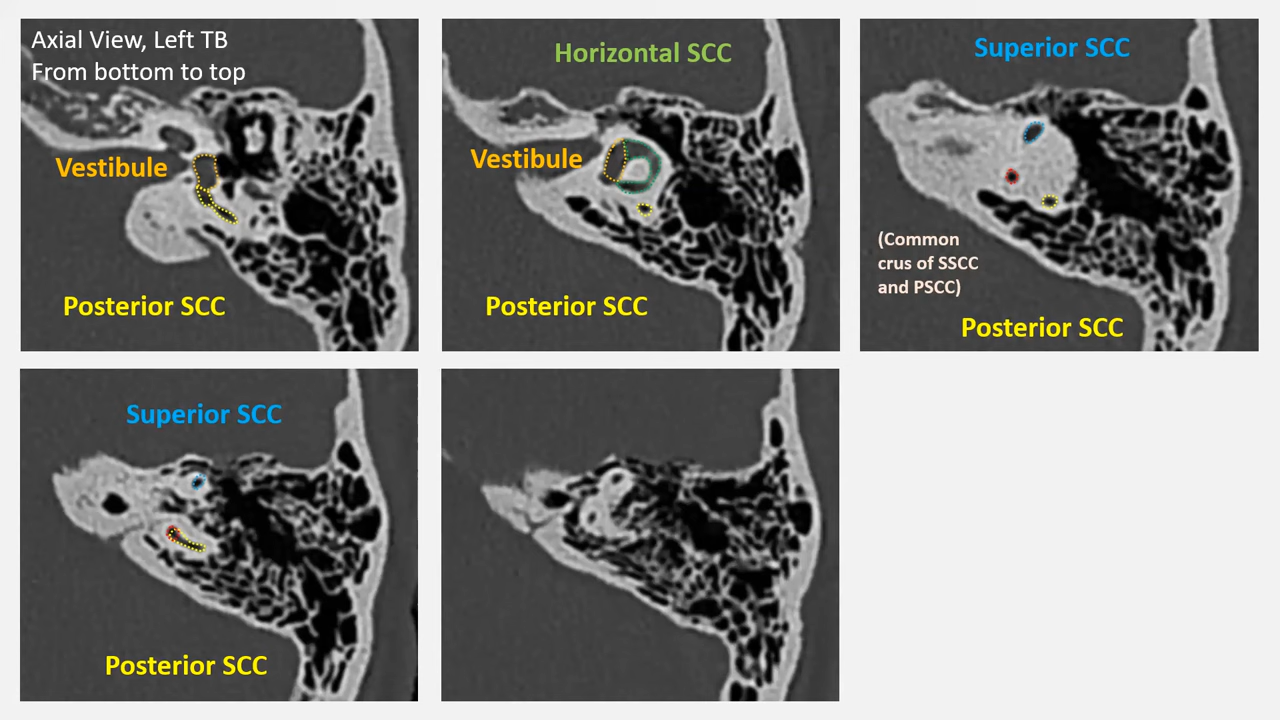 Axial View, Left TB
From bottom to top
Vestibule
Posterior SCC
Horizontal SCC
Vestibule
Posterior SCC
Superior SCC
(Common
crus of SSCC
and PSCC)
Posterior SCC
Superior SCC
Posterior SCC